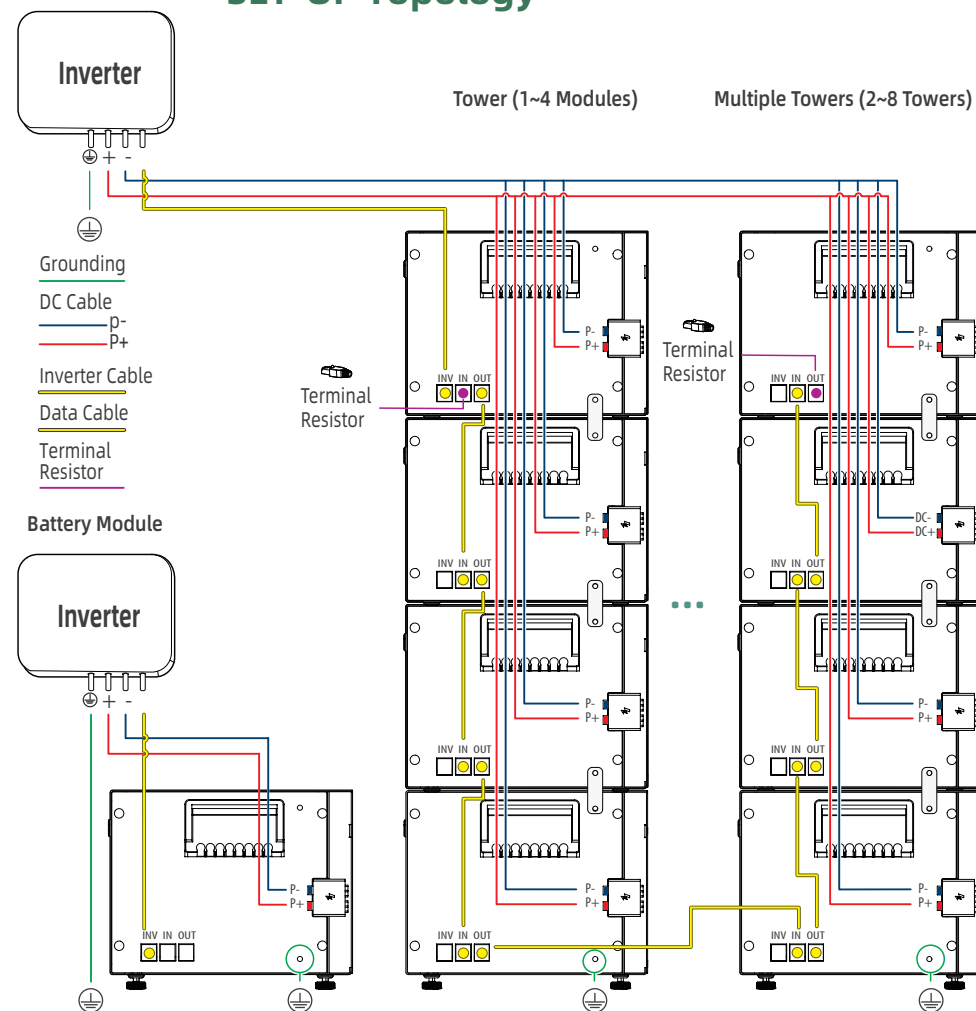 SET-UP Topology
Inverter
Tower (1~4 Modules)
Multiple Towers (2~8 Towers)
+ -
Grounding
DC Cable
p-
P+
Inverter Cable
Data Cable
Terminal
Resistor
Terminal
Resistor
Terminal
Resistor
P-
P+
INV IN OUT
P-
P+
INV IN OUT
P-
P+
INV IN OUT
P-
P+
INV IN OUT
...
P-
P+
INV IN OUT
DC-
DC+
INV IN OUT
P-
P+
INV IN OUT
P-
P+
INV IN OUT
Battery Module
Inverter
+ -
P-
P+
INV IN OUT